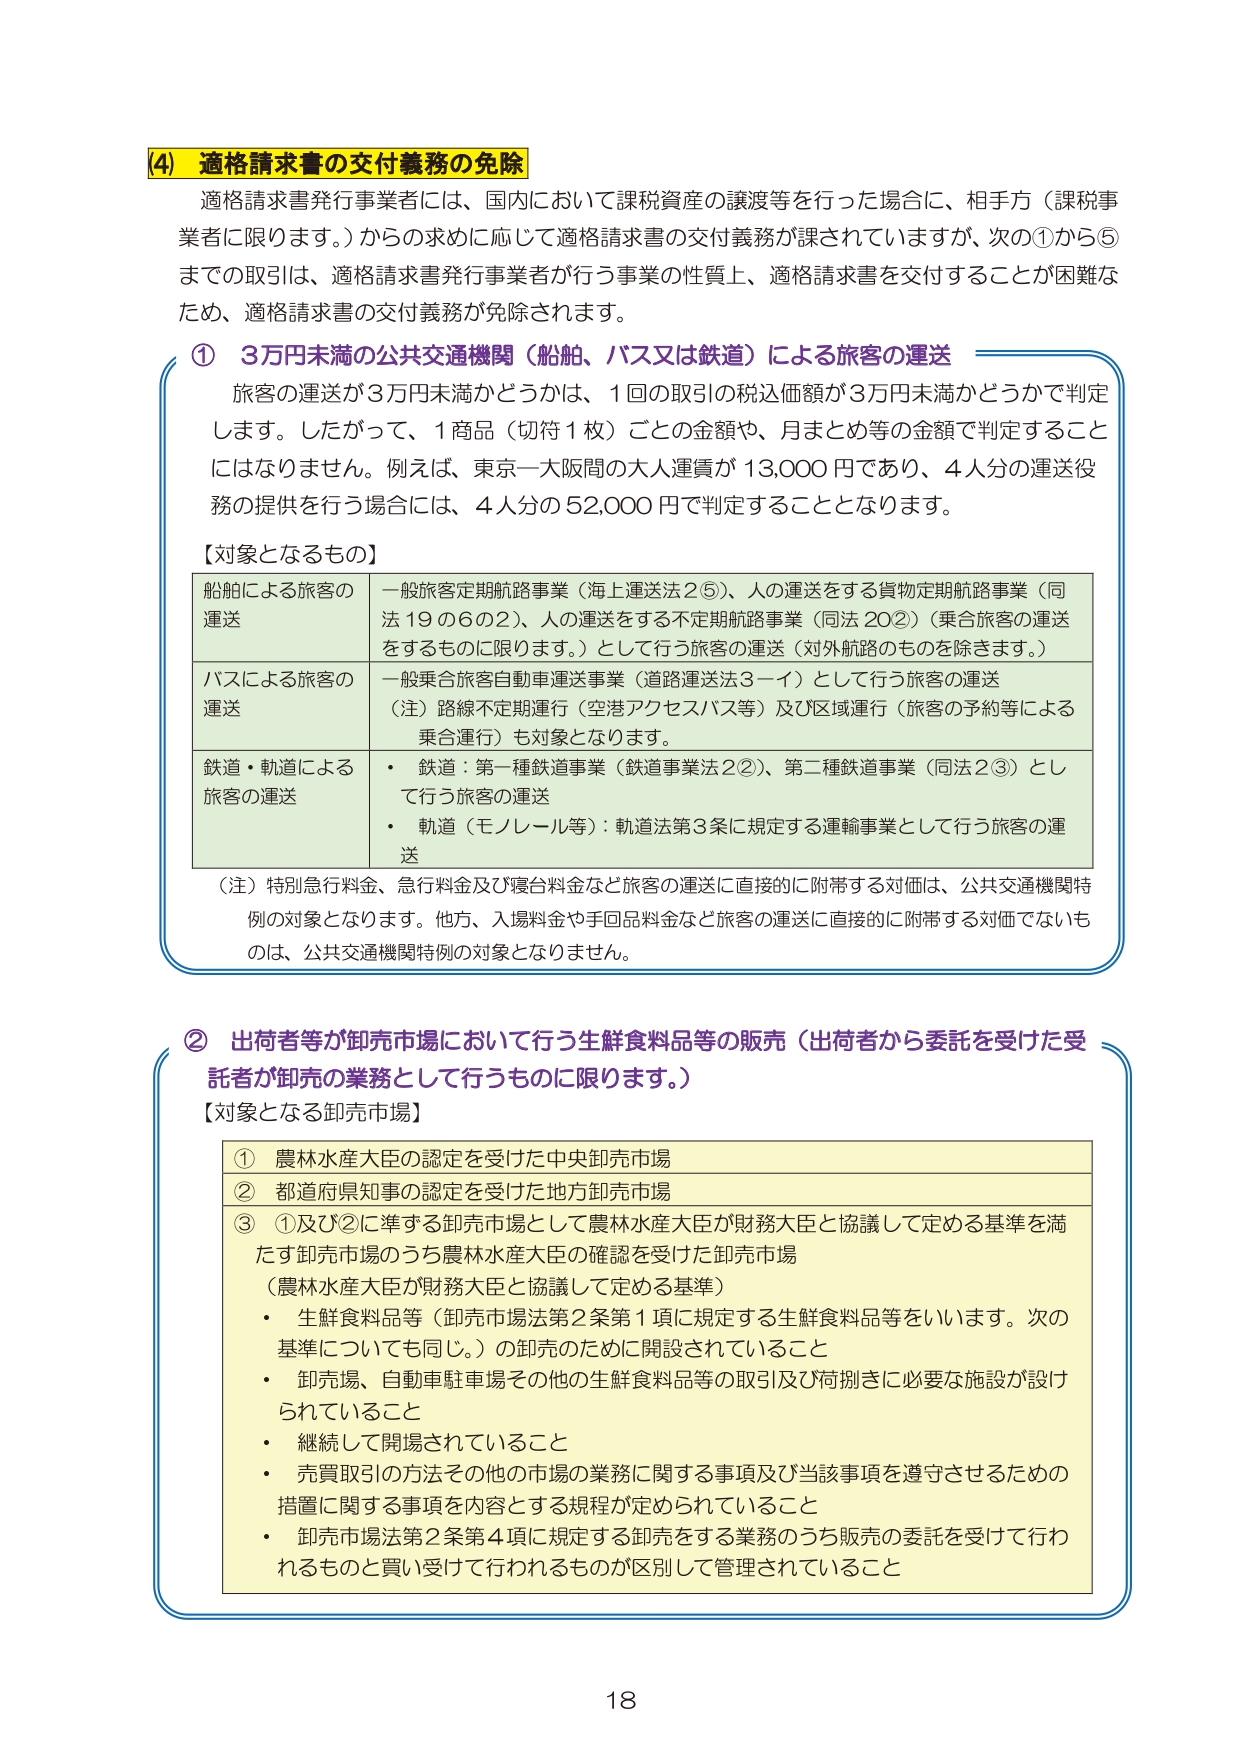 (4)　適格請求書の交付義務の免除
適格請求書発行事業者には、国内において課税資産の譲渡等を行った場合に、相手方（課税事
業者に限ります。）からの求めに応じて適格請求書の交付義務が課されていますが、次の①から⑤
までの取引は、適格請求書発行事業者が行う事業の性質上、適格請求書を交付することが困難な
ため、適格請求書の交付義務が免除されます。
①　３万円未満の公共交通機関（船舶、バス又は鉄道）による旅客の運送
旅客の運送が３万円未満かどうかは、１回の取引の税込価額が３万円未満かどうかで判定
します。したがって、１商品（切符１枚）ごとの金額や、月まとめ等の金額で判定すること
にはなりません。例えば、東京―大阪間の大人運賃が 13,000 円であり、４人分の運送役
務の提供を行う場合には、４人分の 52,000 円で判定することとなります。
【対象となるもの】
船舶による旅客の
運送
一般旅客定期航路事業（海上運送法２⑤）、人の運送をする貨物定期航路事業（同
法 19 の６の２）、人の運送をする不定期航路事業（同法 20②）（乗合旅客の運送
をするものに限ります。）として行う旅客の運送（対外航路のものを除きます。）
バスによる旅客の
運送
一般乗合旅客自動車運送事業（道路運送法３一イ）として行う旅客の運送
（注）路線不定期運行（空港アクセスバス等）及び区域運行（旅客の予約等による
乗合運行）も対象となります。
鉄道・軌道による
旅客の運送
・　鉄道：第一種鉄道事業（鉄道事業法２②）、第二種鉄道事業（同法２③）とし
て行う旅客の運送
・　軌道（モノレール等）：軌道法第３条に規定する運輸事業として行う旅客の運
送
（注）特別急行料金、急行料金及び寝台料金など旅客の運送に直接的に附帯する対価は、公共交通機関特
例の対象となります。他方、入場料金や手回品料金など旅客の運送に直接的に附帯する対価でないも
のは、公共交通機関特例の対象となりません。
②　出荷者等が卸売市場において行う生鮮食料品等の販売（出荷者から委託を受けた受
託者が卸売の業務として行うものに限ります。）
【対象となる卸売市場】
①　農林水産大臣の認定を受けた中央卸売市場
②　都道府県知事の認定を受けた地方卸売市場
③　①及び②に準ずる卸売市場として農林水産大臣が財務大臣と協議して定める基準を満
たす卸売市場のうち農林水産大臣の確認を受けた卸売市場
（農林水産大臣が財務大臣と協議して定める基準）
・　生鮮食料品等（卸売市場法第２条第１項に規定する生鮮食料品等をいいます。次の
基準についても同じ。）の卸売のために開設されていること
・　卸売場、自動車駐車場その他の生鮮食料品等の取引及び荷捌きに必要な施設が設け
られていること
・　継続して開場されていること
・　売買取引の方法その他の市場の業務に関する事項及び当該事項を遵守させるための
措置に関する事項を内容とする規程が定められていること
・　卸売市場法第２条第４項に規定する卸売をする業務のうち販売の委託を受けて行わ
れるものと買い受けて行われるものが区別して管理されていること
18